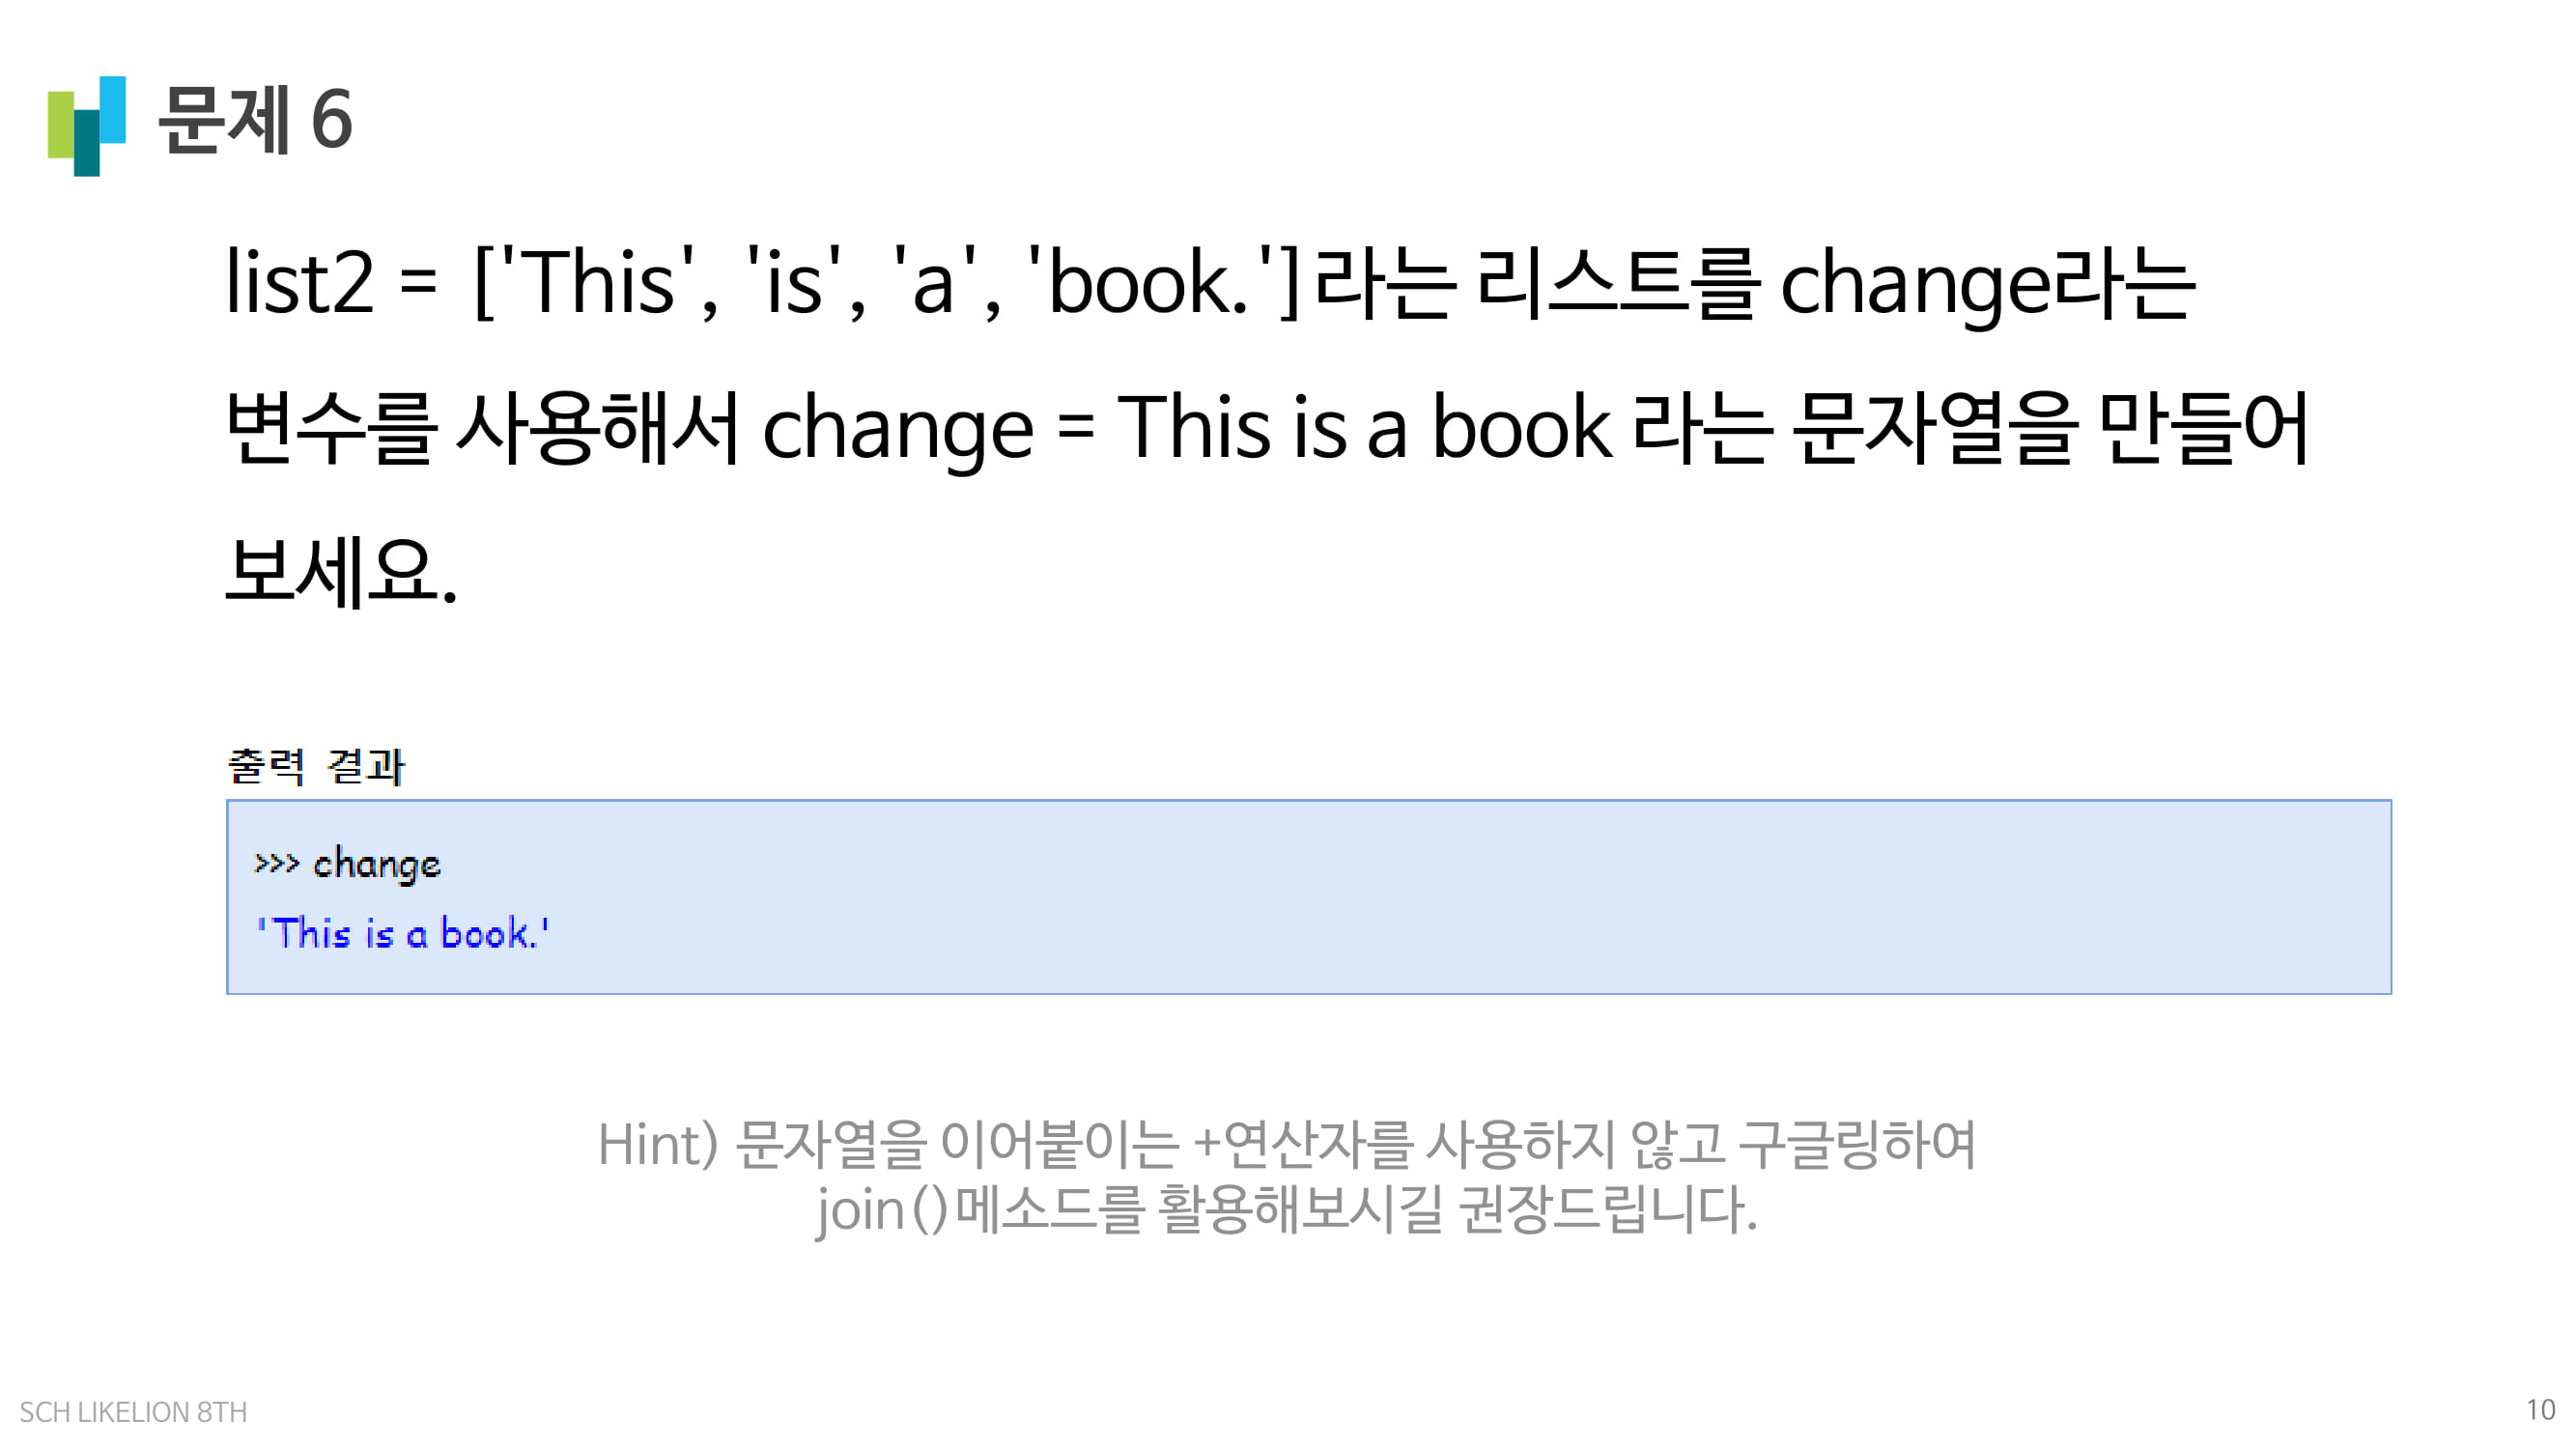 문제 6
list2 = ['This', 'is', 'a', 'book.']라는 리스트를 change라는
변수를 사용해서 change = This is a book 라는 문자열을 만들어
보세요.
출력 결과
>>> change
'This is a book.'
Hint) 문자열을 이어붙이는 +연산자를 사용하지 않고 구글링하여
join()메소드를 활용해보시길 권장드립니다.
SCH LIKELION 8TH
10